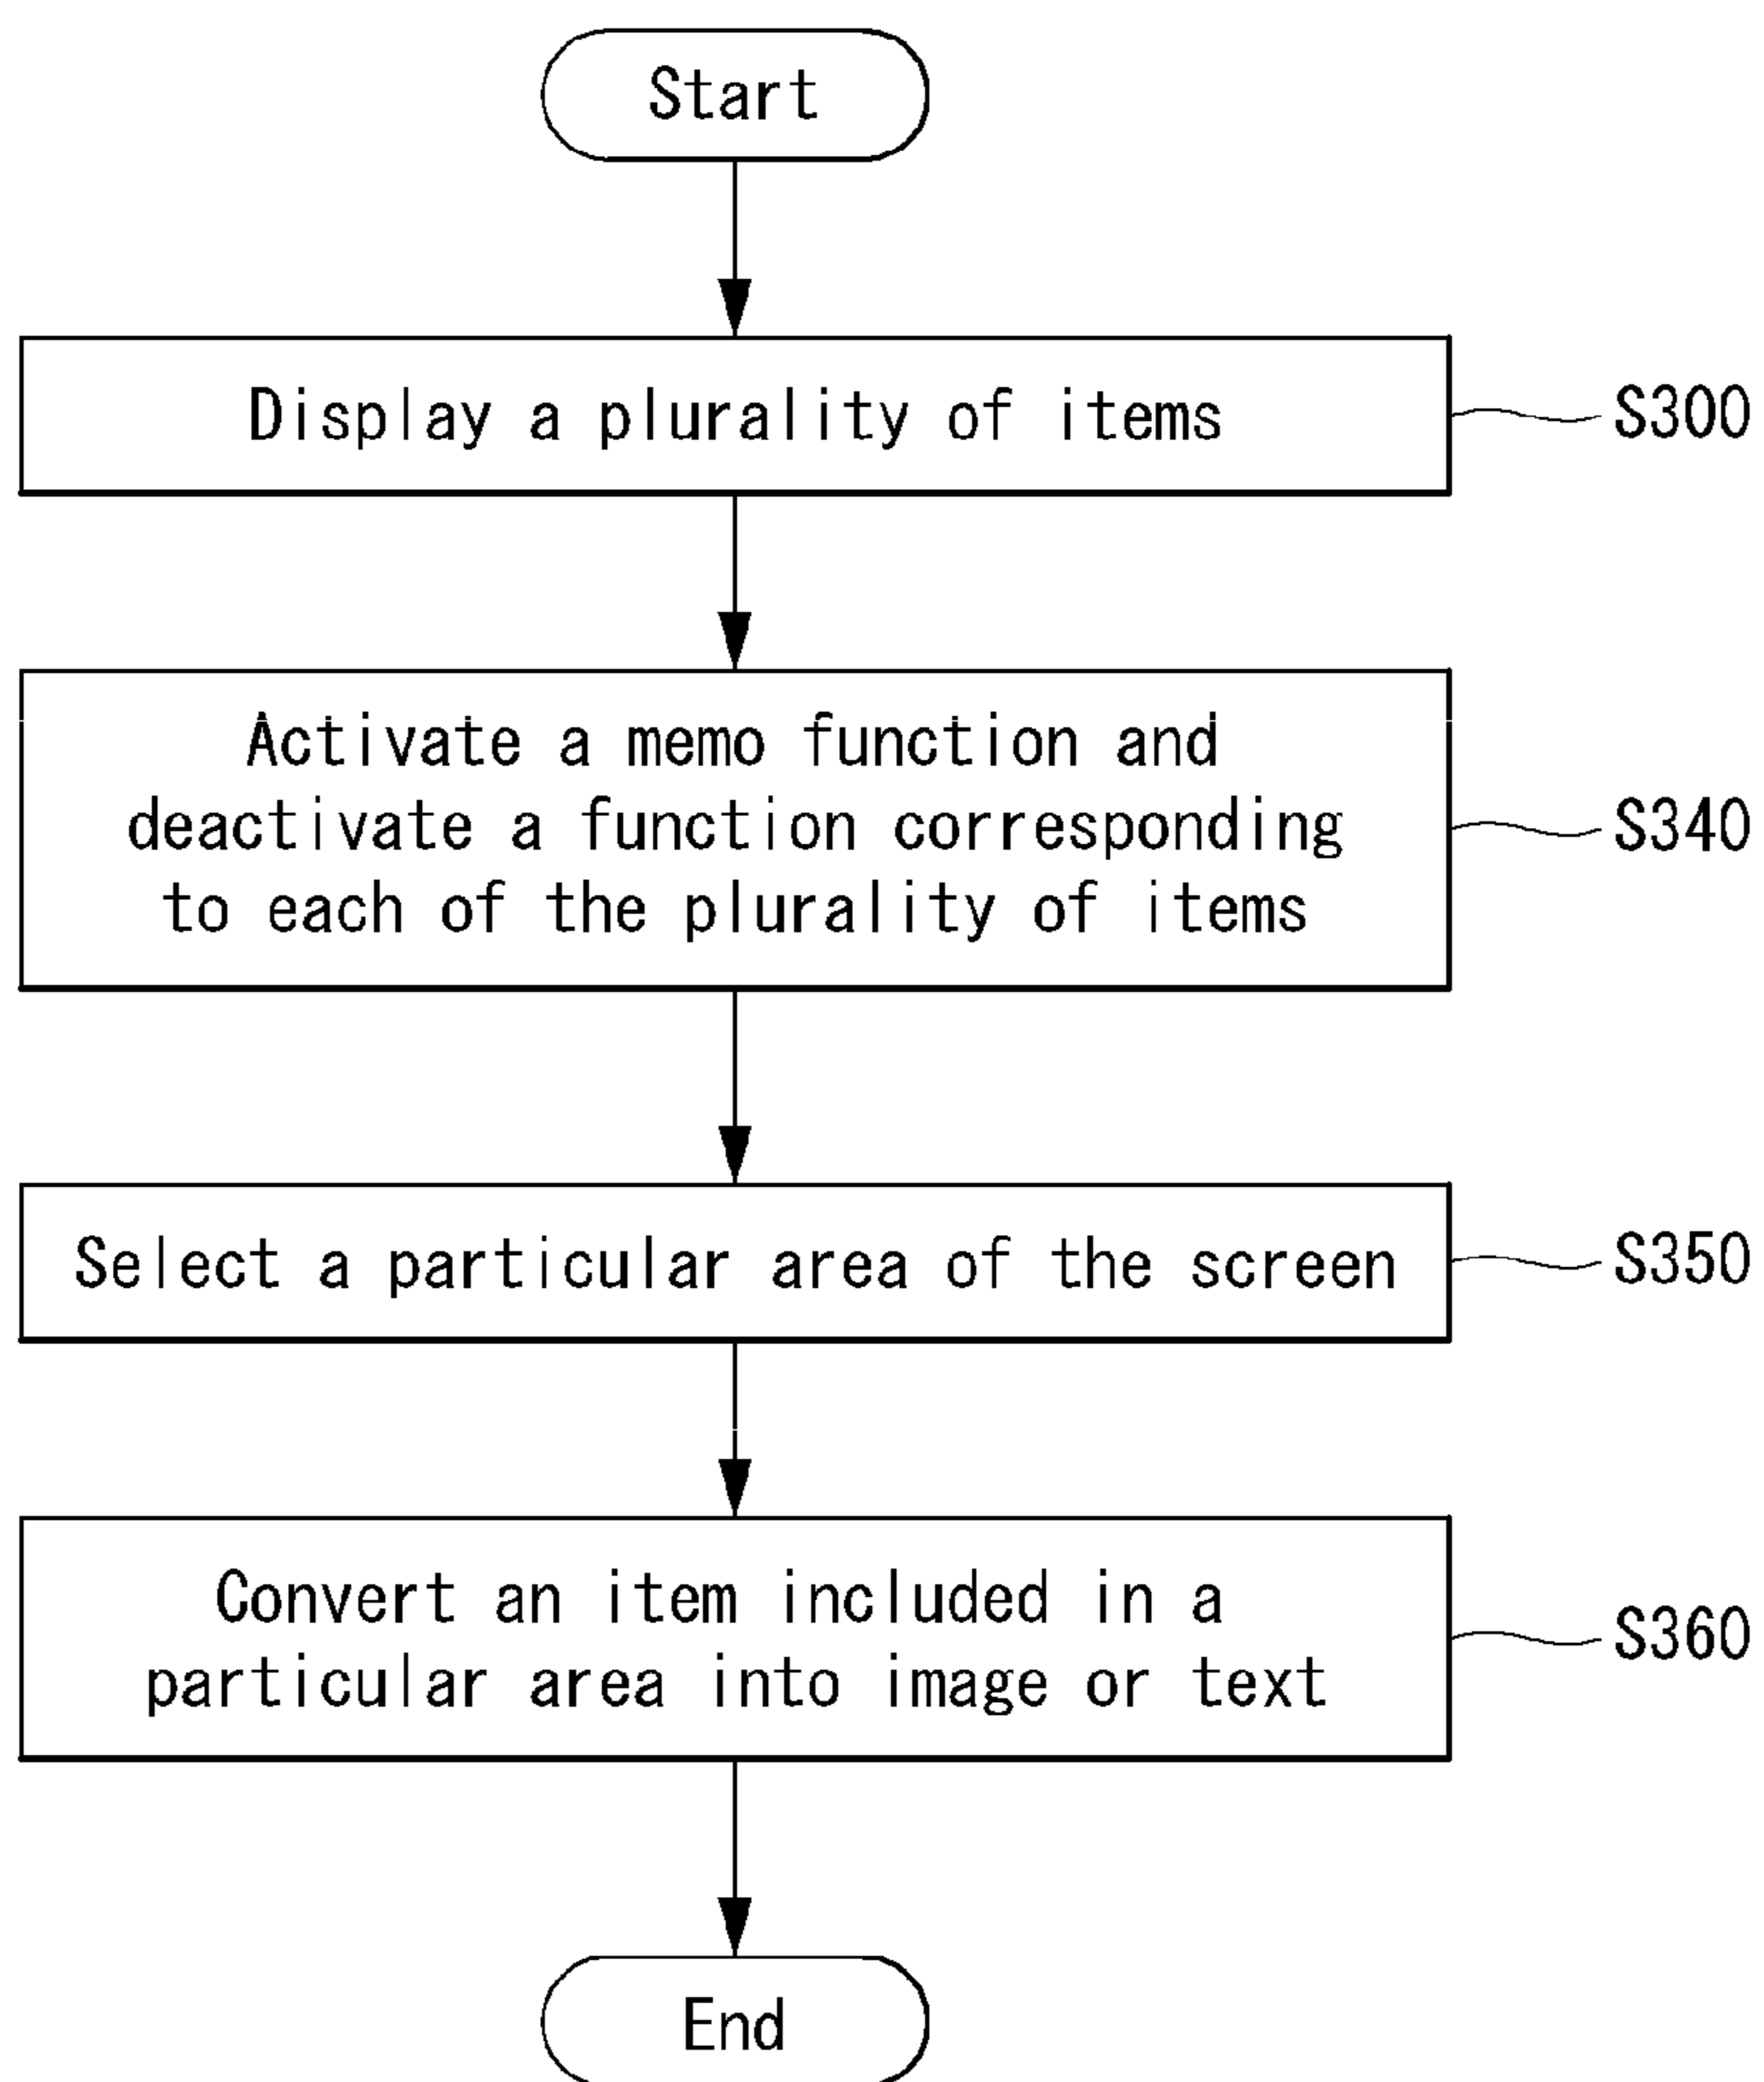 Start
Display a plurality of items
S300
Activate a memo function and
deactivate a function corresponding
to each of the plurality of items
S340
Select a particular area of the screen
S350
Convert an item included in a
particular area into image or text
S360
End